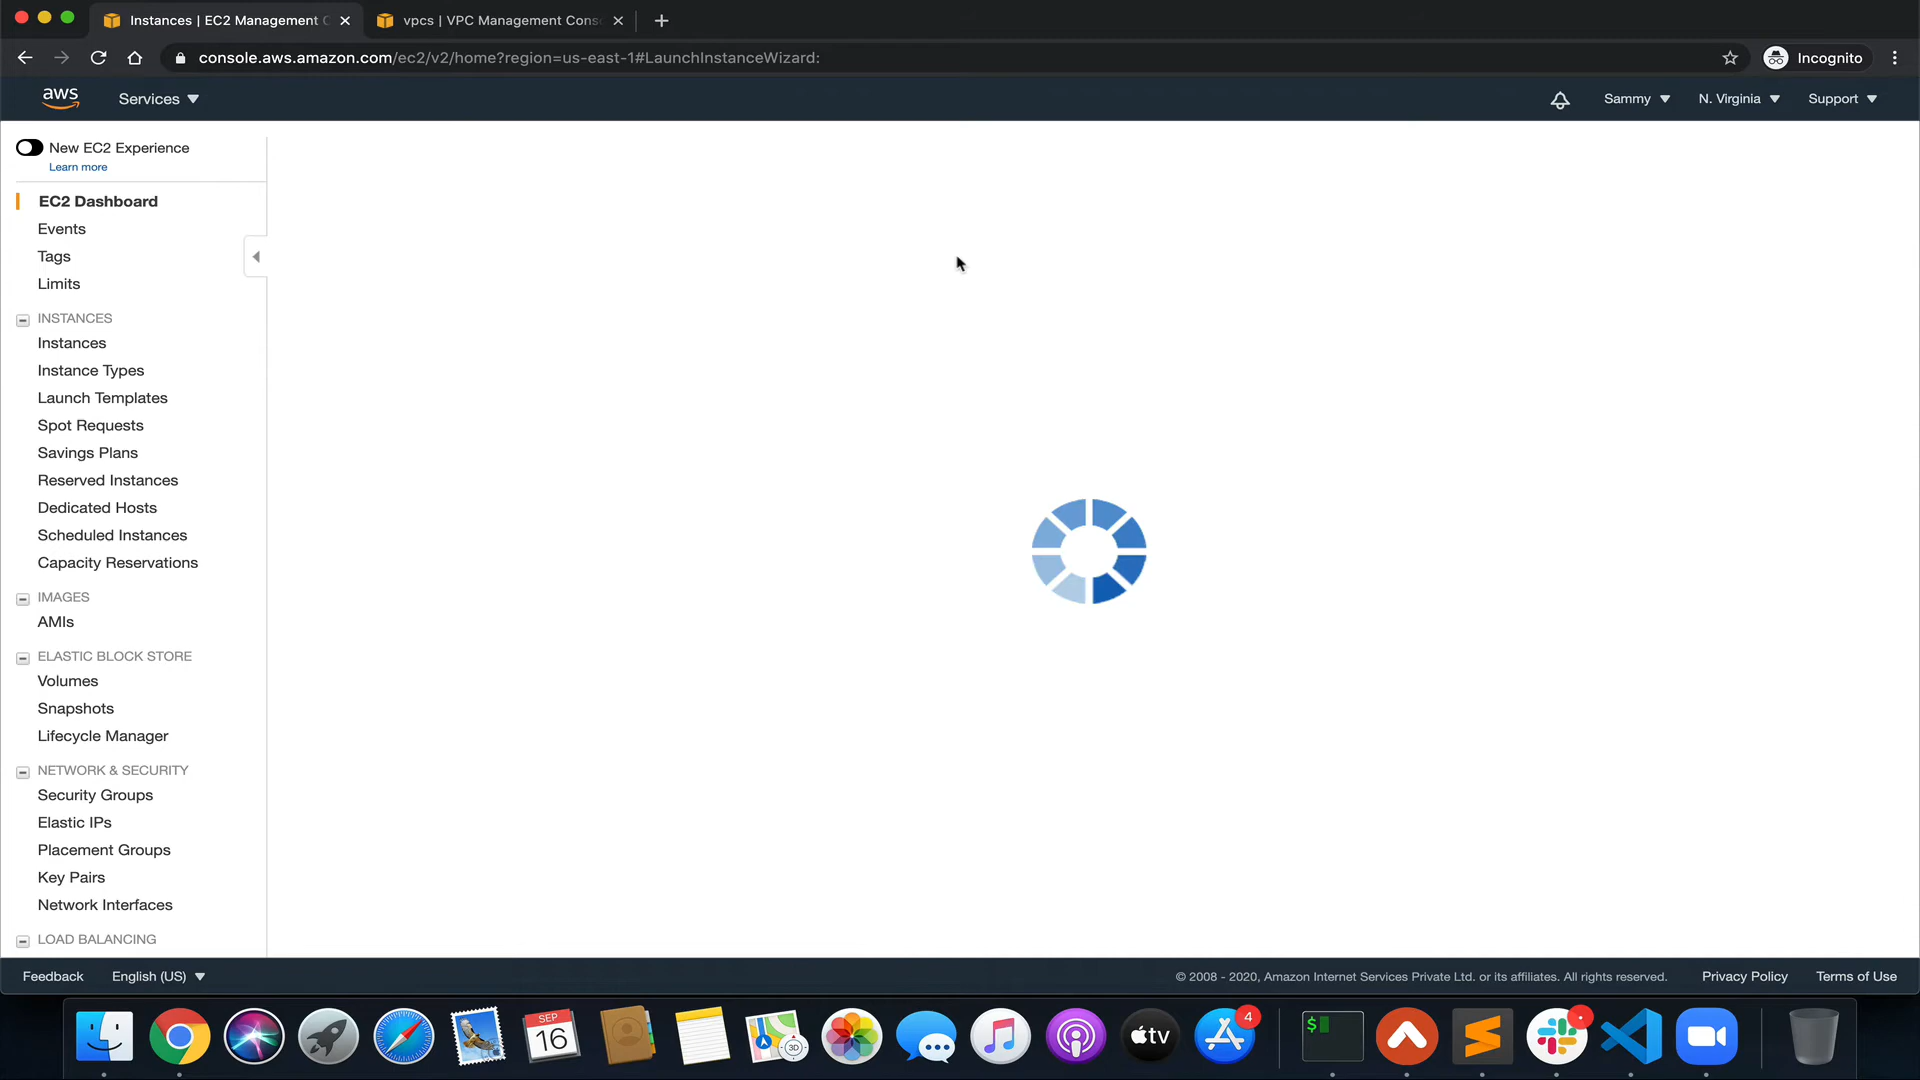 Instances | EC2 Management C
vpcs | VPC Management Conso
console.aws.amazon.com/ec2/v2/home?region=us-east-1#LaunchInstanceWizard:
Incognito
aws
Services
Sammy
N. Virginia
Support
New EC2 Experience
Learn more
EC2 Dashboard
Events
Tags
Limits
INSTANCES
Instances
Instance Types
Launch Templates
Spot Requests
Savings Plans
Reserved Instances
Dedicated Hosts
Scheduled Instances
Capacity Reservations
IMAGES
AMIs
ELASTIC BLOCK STORE
Volumes
Snapshots
Lifecycle Manager
NETWORK & SECURITY
Security Groups
Elastic IPs
Placement Groups
Key Pairs
Network Interfaces
LOAD BALANCING
Feedback
English (US)
© 2008 - 2020, Amazon Internet Services Private Ltd. or its affiliates. All rights reserved.
Privacy Policy
Terms of Use
SEP
16
3D
tv
4
$